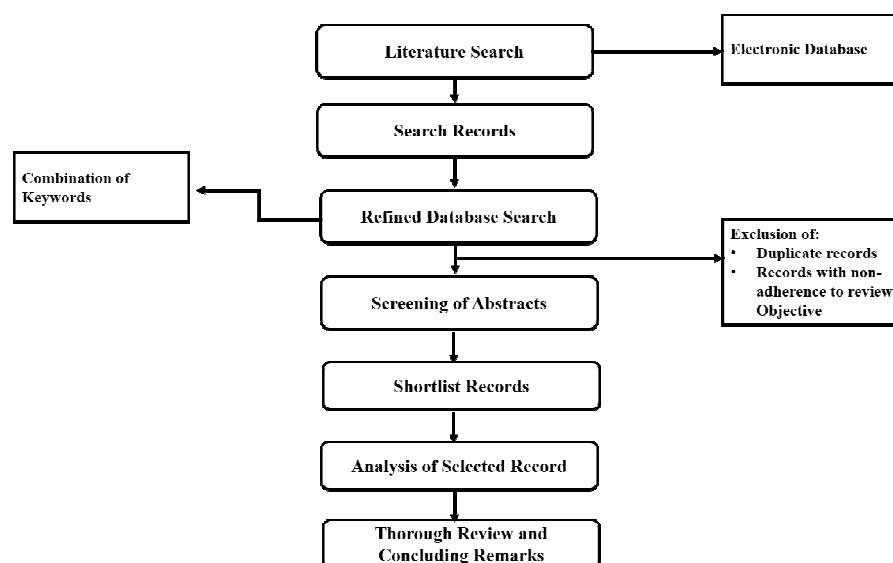 Literature Search
Electronic Database
Search Records
Combination of
Keywords
Refined Database Search
Exclusion of:
• Duplicate records
• Records with non-
adherence to review
Objective
Screening of Abstracts
Shortlist Records
Analysis of Selected Record
Thorough Review and
Concluding Remarks